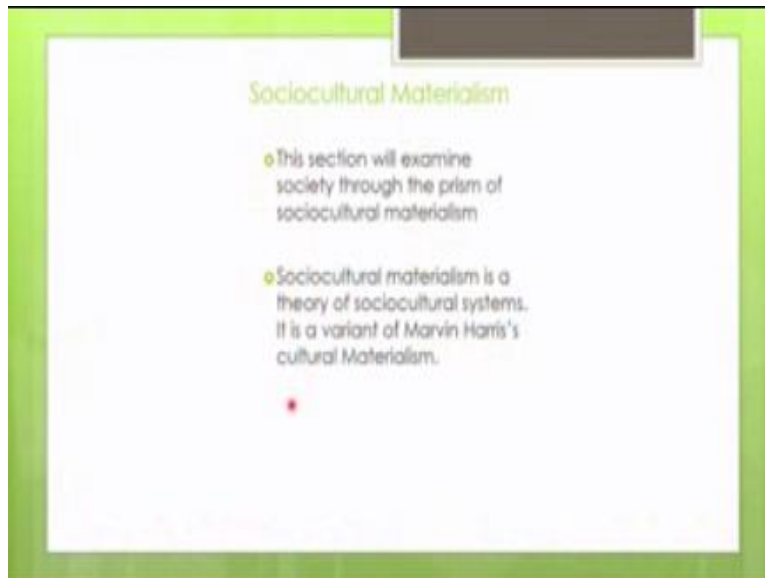 Sociocultural Materialism
This section will examine
society through the prism of
sociocultural materialism
Sociocultural materialism is a
theory of sociocultural systems.
It is a variant of Marvin Harris's
cultural Materialism.